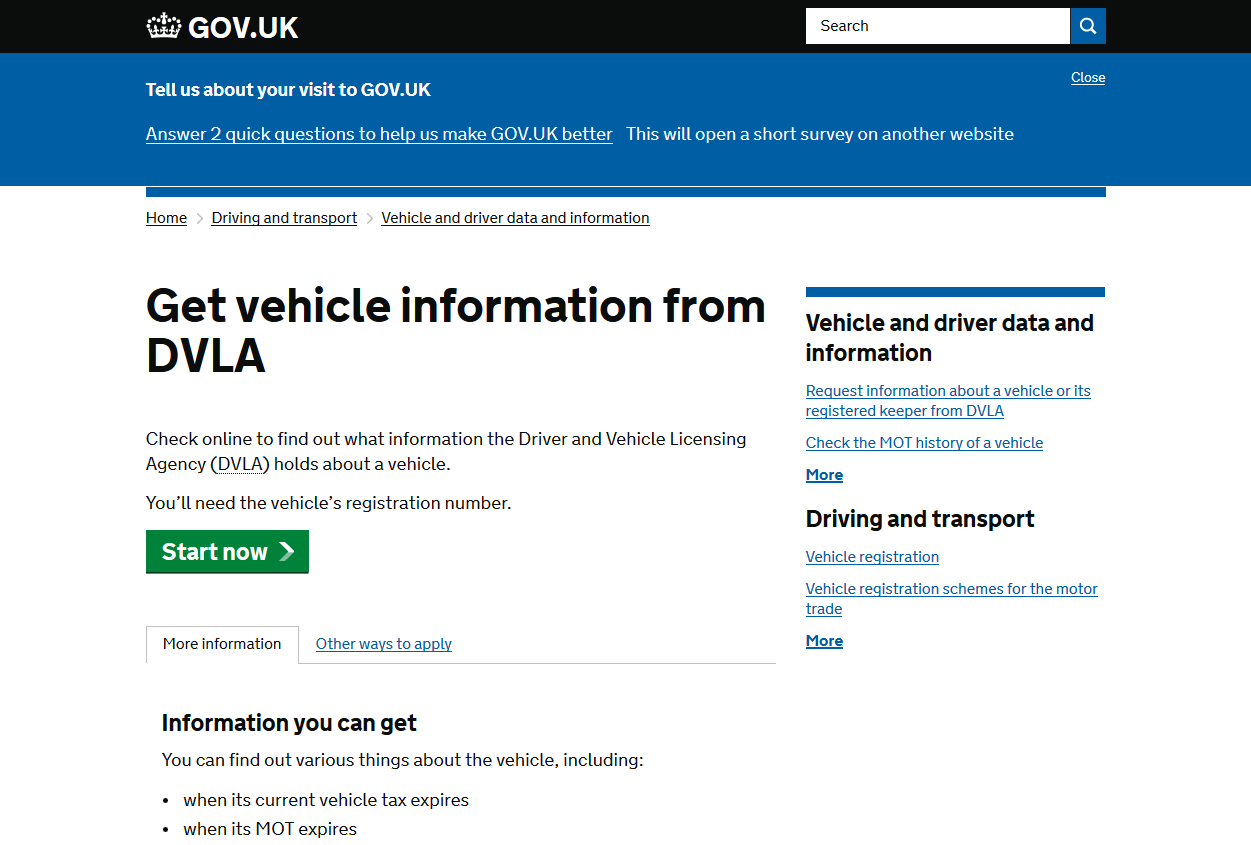 GOV.UK
Search
Tell us about your visit to GOV.UK
Close
Answer 2 quick questions to help us make GOV.UK better This will open a short survey on another website
Home Driving and transport Vehicle and driver data and information
Get vehicle information from
DVLA
Check online to find out what information the Driver and Vehicle Licensing
Agency (DVLA) holds about a vehicle.
You’ll need the vehicle’s registration number.
Start now
More information Other ways to apply
Information you can get
You can find out various things about the vehicle, including:
• when its current vehicle tax expires
• when its MOT expires
Vehicle and driver data and
information
Request information about a vehicle or its
registered keeper from DVLA
Check the MOT history of a vehicle
More
Driving and transport
Vehicle registration
Vehicle registration schemes for the motor
trade
More